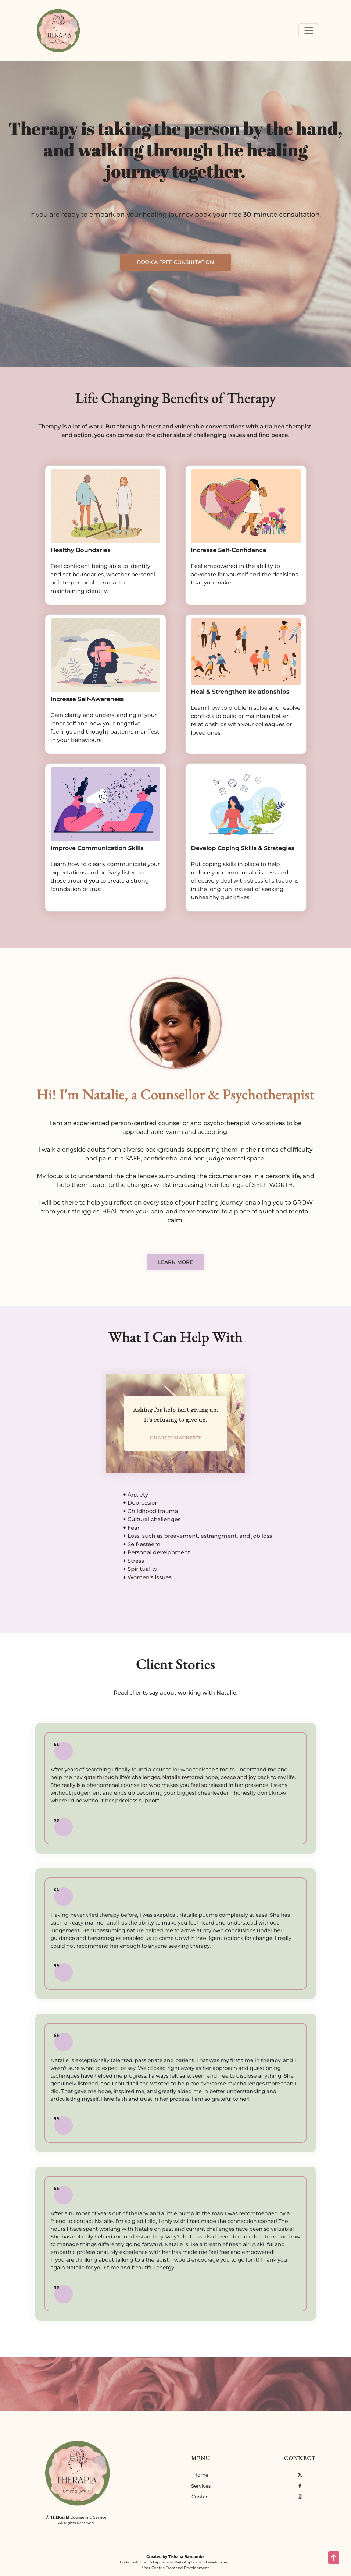 THERAPIA
Counselling Services
Therapy is taking the person by the hand,
and walking through the healing
journey together.
If you are ready to embark on your healing journey book your free 30-minute consultation.
BOOK A FREE CONSULTATION
Life Changing Benefits of Therapy
Therapy is a lot of work. But through honest and vulnerable conversations with a trained therapist,
and action, you can come out the other side of challenging issues and find peace.
Healthy Boundaries
Feel confident being able to identify
and set boundaries, whether personal
or interpersonal - crucial to
maintaining identify.
Increase Self-Confidence
Feel empowered in the ability to
advocate for yourself and the decisions
that you make.
Increase Self-Awareness
Gain clarity and understanding of your
inner self and how your negative
feelings and thought patterns manifest
in your behaviours.
Heal & Strengthen Relationships
Learn how to problem solve and resolve
conflicts to build or maintain better
relationships with your colleagues or
loved ones.
Improve Communication Skills
Learn how to clearly communicate your
expectations and actively listen to
those around you to create a strong
foundation of trust.
Develop Coping Skills & Strategies
Put coping skills in place to help
reduce your emotional distress and
effectively deal with stressful situations
in the long run instead of seeking
unhealthy quick fixes.
Hi! I'm Natalie, a Counsellor & Psychotherapist
I am an experienced person-centred counsellor and psychotherapist who strives to be
approachable, warm and accepting.
I walk alongside adults from diverse backgrounds, supporting them in their times of difficulty
and pain in a SAFE, confidential and non-judgemental space.
My focus is to understand the challenges surrounding the circumstances in a person's life, and
help them adapt to the changes whilst increasing their feelings of SELF-WORTH.
I will be there to help you reflect on every step of your healing journey, enabling you to GROW
from your struggles, HEAL from your pain, and move forward to a place of quiet and mental
calm.
LEARN MORE
What I Can Help With
Asking for help isn't giving up.
It's refusing to give up.
CHARLIE MACKESEY
+ Anxiety
+ Depression
+ Childhood trauma
+ Cultural challenges
+ Fear
+ Loss, such as breavement, estrangment, and job loss
+ Self-esteem
+ Personal development
+ Stress
+ Spirituality
+ Women's issues
Client Stories
Read clients say about working with Natalie.
❝
After years of searching I finally found a counsellor who took the time to understand me and
help me navigate through life's challenges. Natalie restored hope, peace and joy back to my life.
She really is a phenomenal counsellor who makes you feel so relaxed in her presence, listens
without judgement and ends up becoming your biggest cheerleader. I honestly don't know
where I'd be without her priceless support.
❞
❝
Having never tried therapy before, I was skeptical. Natalie put me completely at ease. She has
such an easy manner and has the ability to make you feel heard and understood without
judgement. Her unassuming nature helped me to arrive at my own conclusions under her
guidance and herstrategies enabled us to come up with intelligent options for change. I really
could not recommend her enough to anyone seeking therapy.
❞
❝
Natalie is exceptionally talented, passionate and patient. That was my first time in therapy, and I
wasn't sure what to expect or say. We clicked right away as her approach and questioning
techniques have helped me progress. I always felt safe, seen, and free to disclose anything. She
genuinely listened, and I could tell she wanted to help me overcome my challenges more than I
did. That gave me hope, inspired me, and greatly aided me in better understanding and
articulating myself. Have faith and trust in her process. I am so grateful to her!"
❞
❝
After a number of years out of therapy and a little bump in the road I was recommended by a
friend to contact Natalie. I'm so glad I did, I only wish I had made the connection sooner! The
hours I have spent working with Natalie on past and current challenges have been so valuable!
She has not only helped me understand my 'why?', but has also been able to educate me on how
to manage things differently going forward. Natalie is like a breath of fresh air! A skillful and
empathic professional. My experience with her has made me feel free and empowered!
If you are thinking about talking to a therapist, I would encourage you to go for it! Thank you
again Natalie for your time and beautiful energy.
❞
THERAPIA
Counselling Services
© THERAPIA Counselling Service.
All Rights Reserved.
MENU
Home
Services
Contact
CONNECT
Created by Tishana Bascombe
Code Institute: L5 Diploma in Web Application Development
User Centric Frontend Development